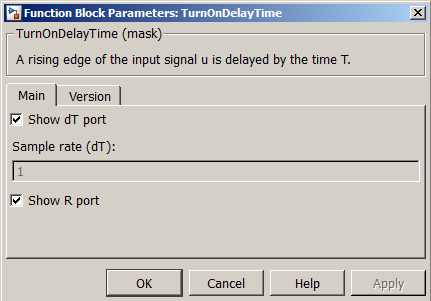 Function Block Parameters: TurnOnDelayTime
TurnOnDelayTime (mask)
A rising edge of the input signal u is delayed by the time T.
Main Version
Show dT port
Sample rate (dT):
1
Show R port
OK Cancel Help Apply